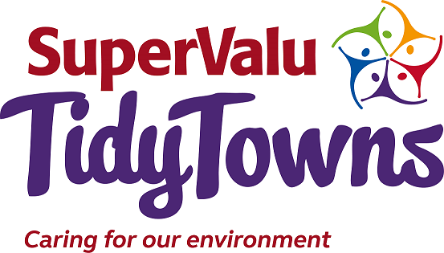 SuperValu
TidyTowns
Caring for our environment